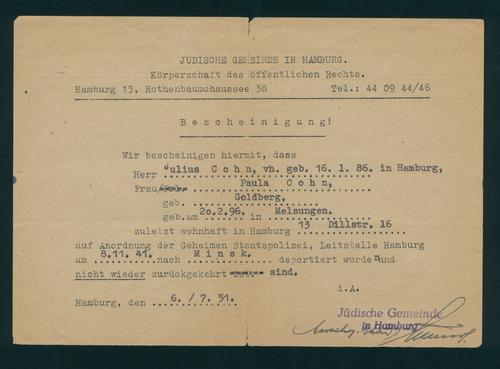 JÜDISCHE GEMEINDE IN HAMBURG.
Körperschaft des öffentlichen Rechts.
Hamburg 13, Rothenbaumchaussee 38 Tel.: 44 09 44/46
Bescheinigung!
Wir bescheinigen hiermit, dass
Herr Julius Cohn, vh. geb. 16. 1. 86. in Hamburg,
Frau Paula Cohn,
geb. Goldberg,
geb.am 20.2.96. in Melsungen.
zuletzt wohnhaft in Hamburg 13 Dillstr. 16
auf Anordnung der Geheimen Staatspolizei, Leitstelle Hamburg
am 8.11. 41. nach Minsk. deportiert wurden und
nicht wieder zurückgekehrt sind.
i.A.
Hamburg, den 6./7. 51.
Jüdische Gemeinde
in Hamburg